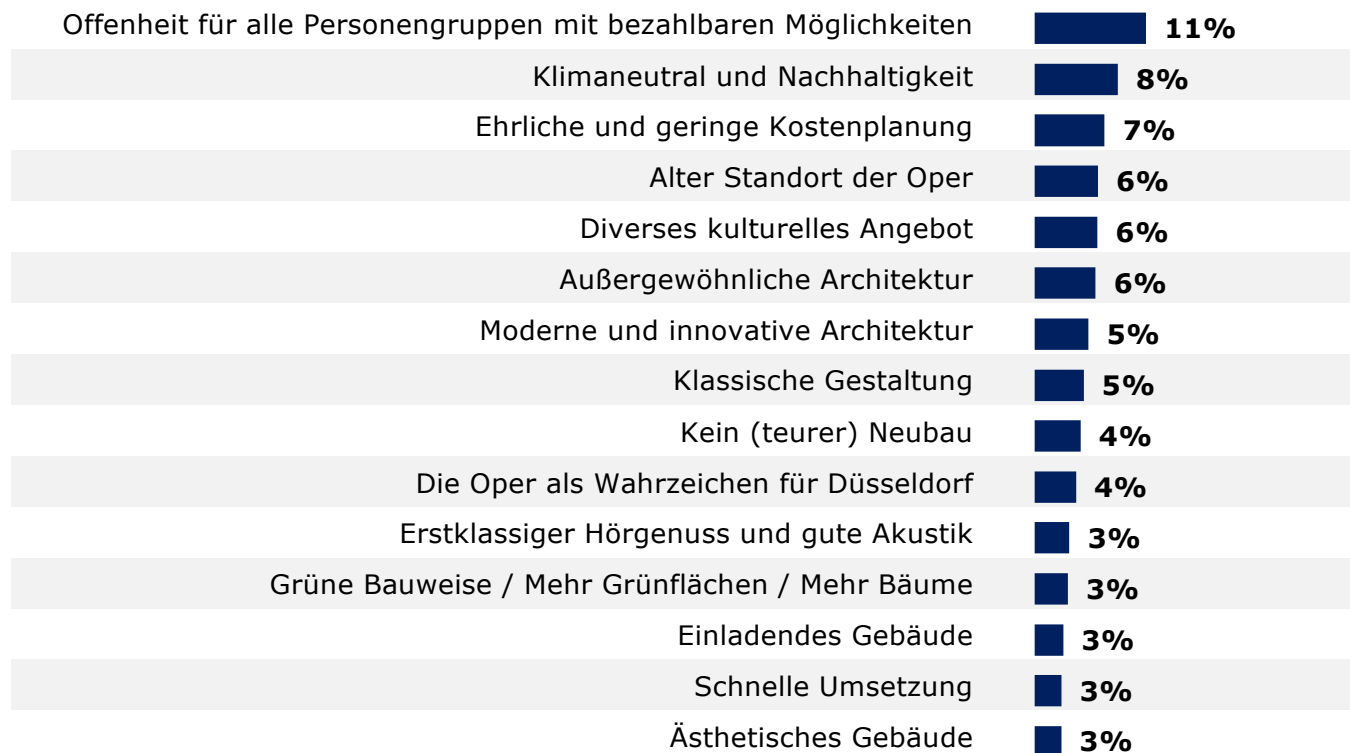 Offenheit für alle Personengruppen mit bezahlbaren Möglichkeiten 11%
Klimaneutral und Nachhaltigkeit 8%
Ehrliche und geringe Kostenplanung 7%
Alter Standort der Oper 6%
Diverses kulturelles Angebot 6%
Außergewöhnliche Architektur 6%
Moderne und innovative Architektur 5%
Klassische Gestaltung 5%
Kein (teurer) Neubau 4%
Die Oper als Wahrzeichen für Düsseldorf 4%
Erstklassiger Hörgenuss und gute Akustik 3%
Grüne Bauweise / Mehr Grünflächen / Mehr Bäume 3%
Einladendes Gebäude 3%
Schnelle Umsetzung 3%
Ästhetisches Gebäude 3%